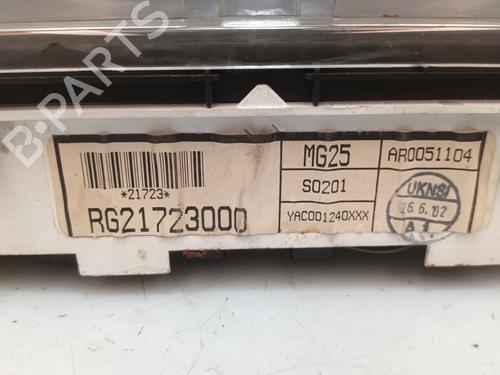 B-PARTS
*21723*
RG21723000
MG25
S0201
YAC001240XXX
AR0051104
UKNSI
26.6.02
A1